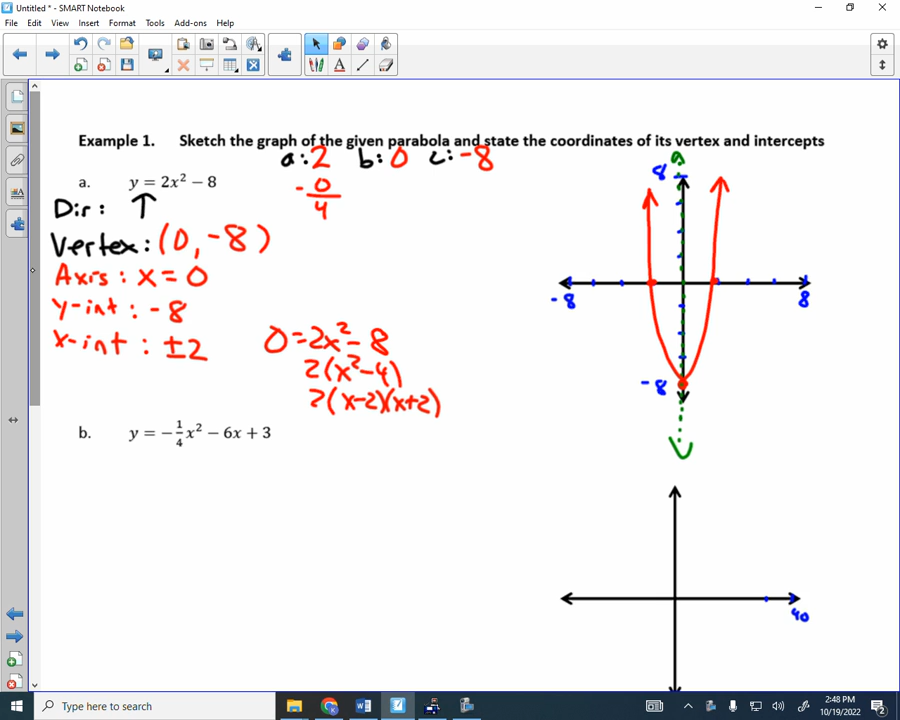 Untitled * - SMART Notebook
File Edit View Insert Format Tools Add-ons Help
Example 1. Sketch the graph of the given parabola and state the coordinates of its vertex and intercepts
a: 2 b: 0 c: -8
a. y = 2x² − 8
- 0
4
Dir: ↑
Vertex: (0, -8)
Axis: x = 0
y-int: -8
x-int: ±2
0=2x²-8
2(x²-4)
2(x-2)(x+2)
8
-8
8
-8
b. y = −1/4x² − 6x + 3
40
Type here to search
2:48 PM
10/19/2022
2